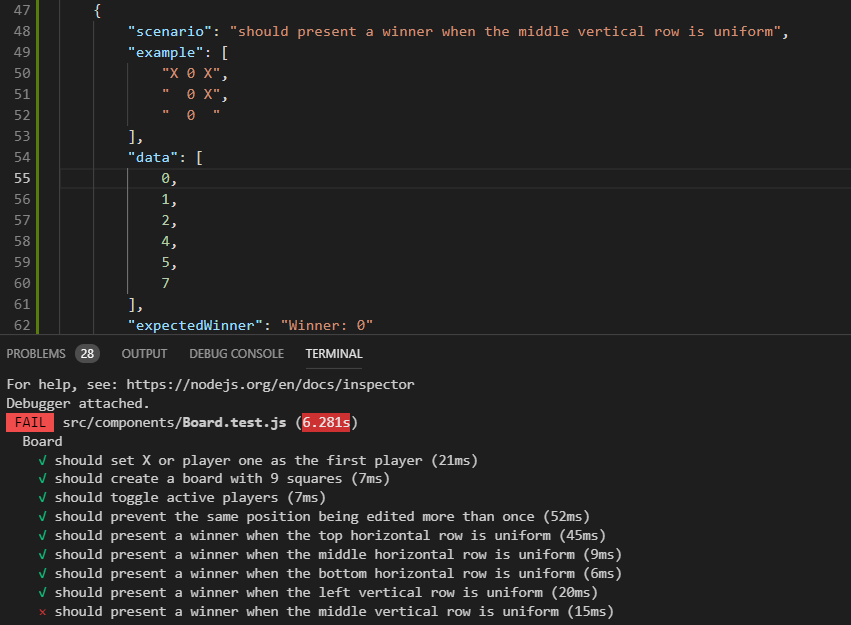 47 {
48 "scenario": "should present a winner when the middle vertical row is uniform",
49 "example": [
50 "X 0 X",
51 "  0 X",
52 "  0  "
53 ],
54 "data": [
55 0,
56 1,
57 2,
58 4,
59 5,
60 7
61 ],
62 "expectedWinner": "Winner: 0"
PROBLEMS 28 OUTPUT DEBUG CONSOLE TERMINAL
For help, see: https://nodejs.org/en/docs/inspector
Debugger attached.
FAIL src/components/Board.test.js (6.281s)
Board
√ should set X or player one as the first player (21ms)
√ should create a board with 9 squares (7ms)
√ should toggle active players (7ms)
√ should prevent the same position being edited more than once (52ms)
√ should present a winner when the top horizontal row is uniform (45ms)
√ should present a winner when the middle horizontal row is uniform (9ms)
√ should present a winner when the bottom horizontal row is uniform (6ms)
√ should present a winner when the left vertical row is uniform (20ms)
× should present a winner when the middle vertical row is uniform (15ms)